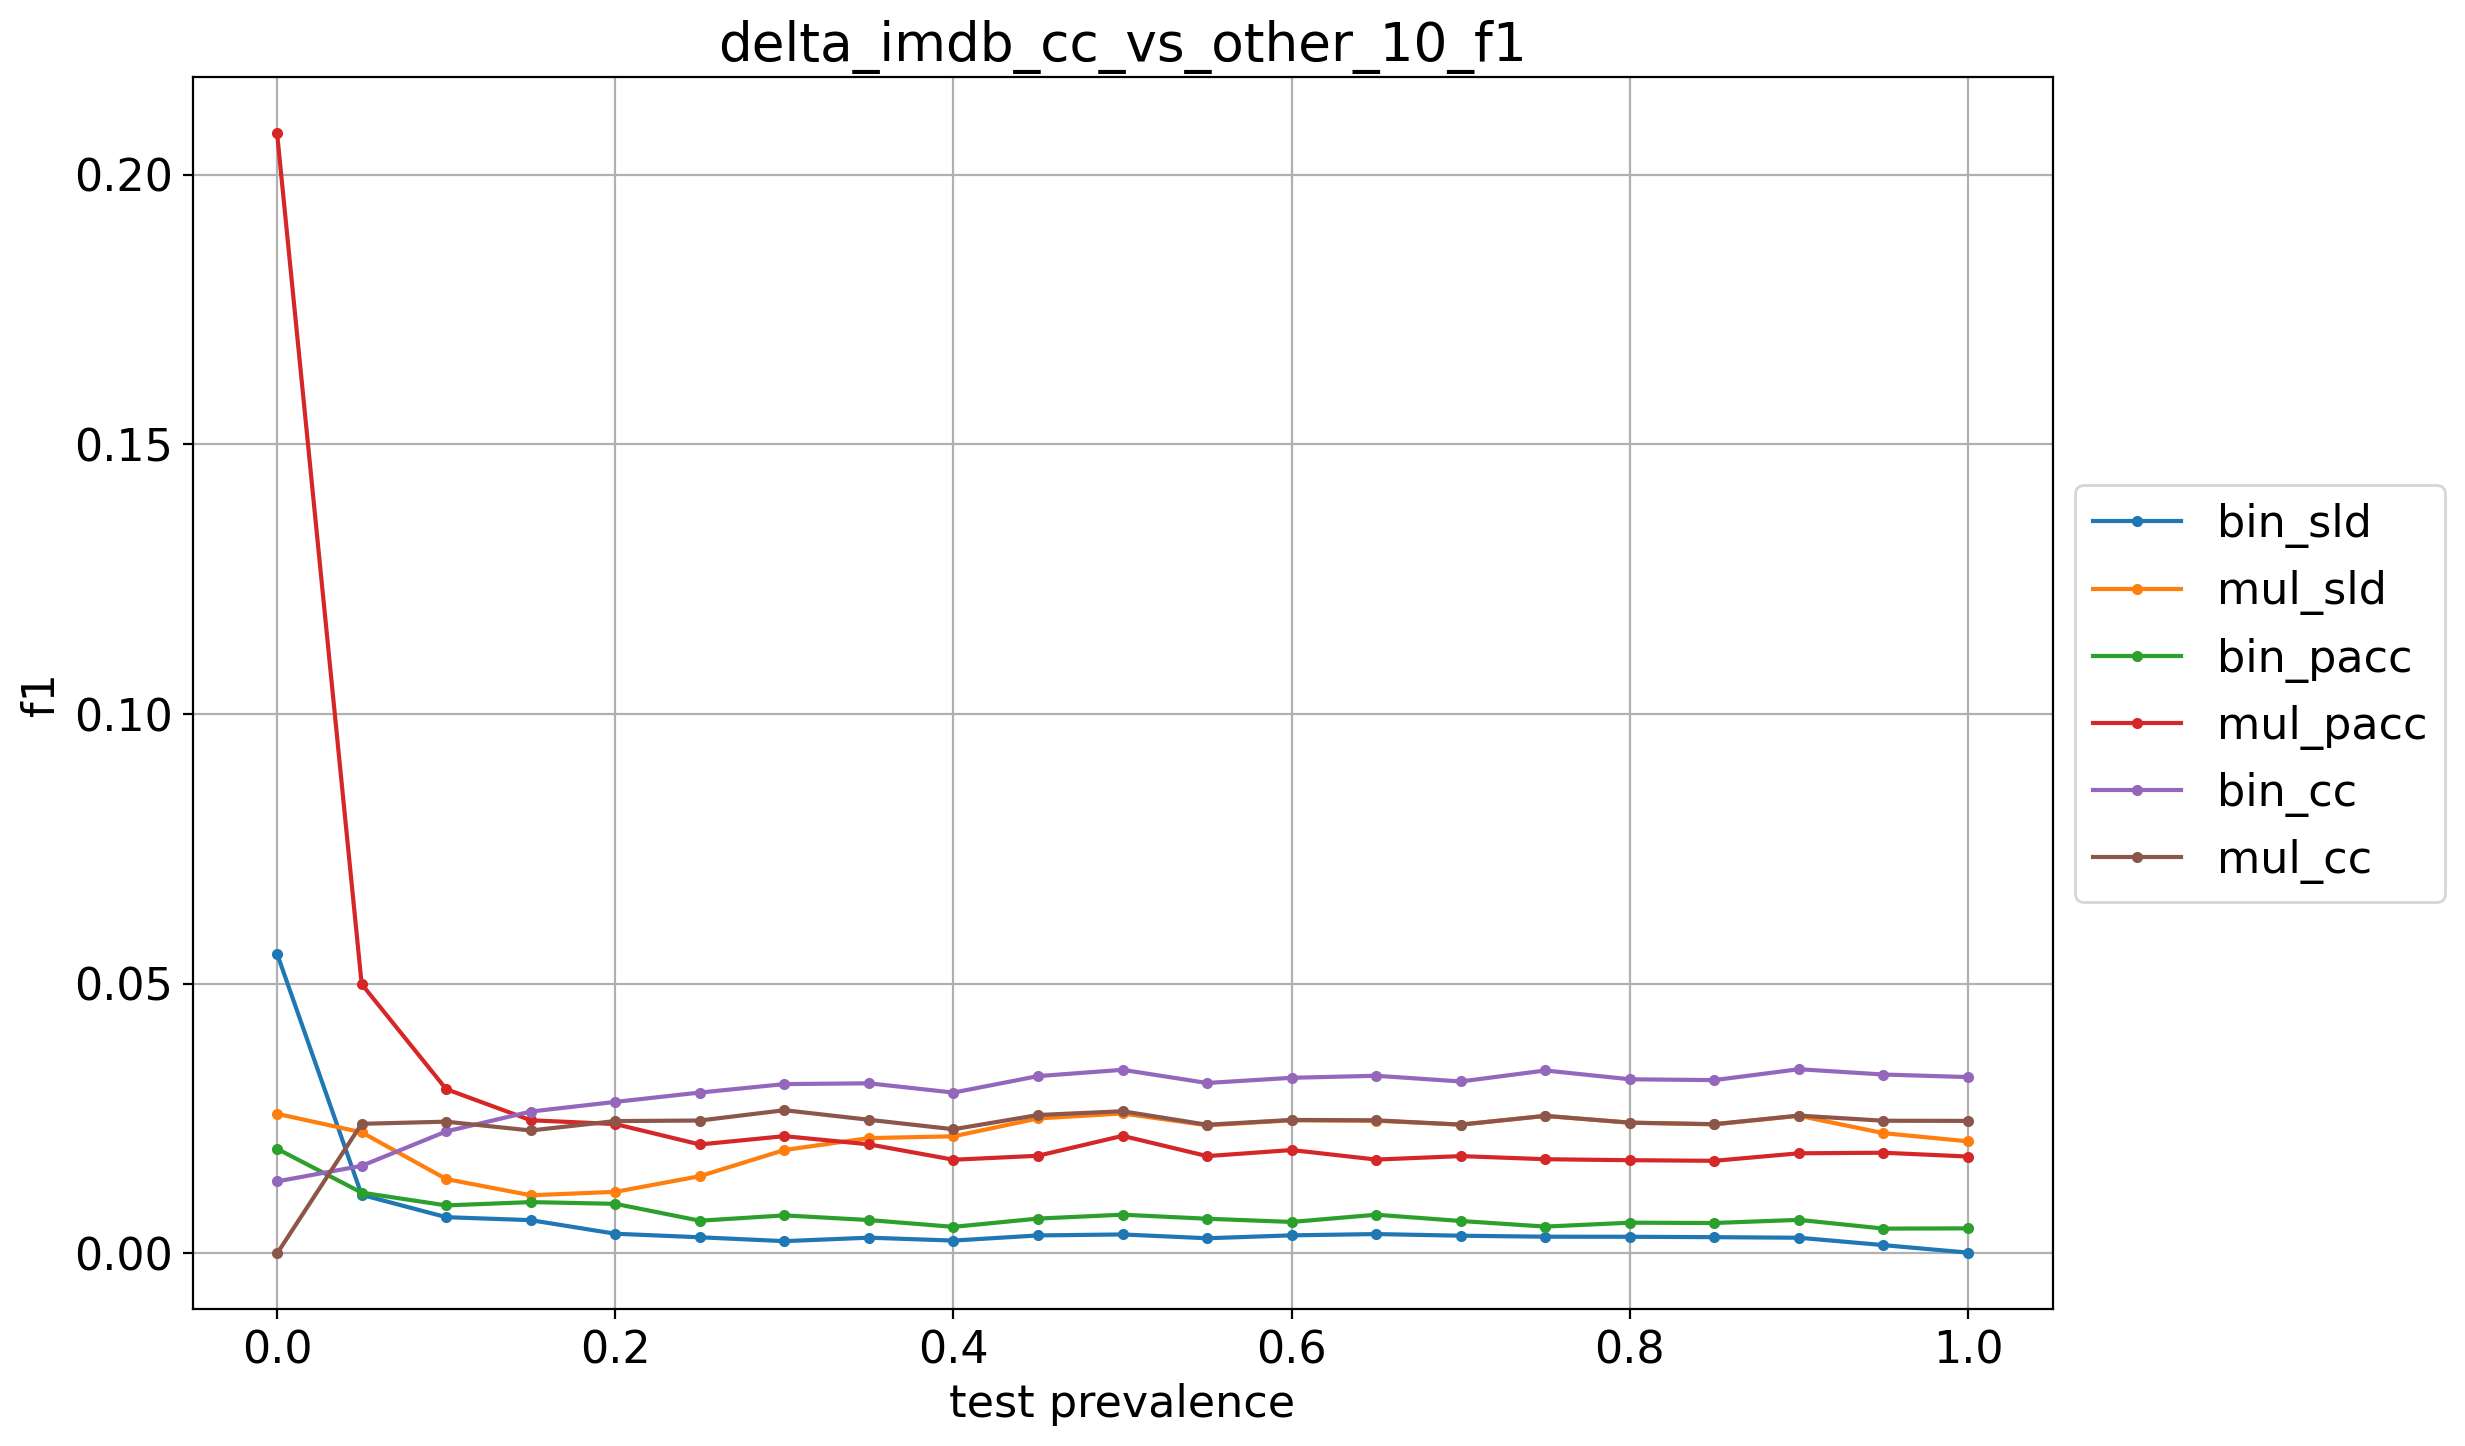 delta_imdb_cc_vs_other_10_f1
0.20
0.15
0.10
0.05
0.00
f1
0.0 0.2 0.4 0.6 0.8 1.0
test prevalence
bin_sld
mul_sld
bin_pacc
mul_pacc
bin_cc
mul_cc